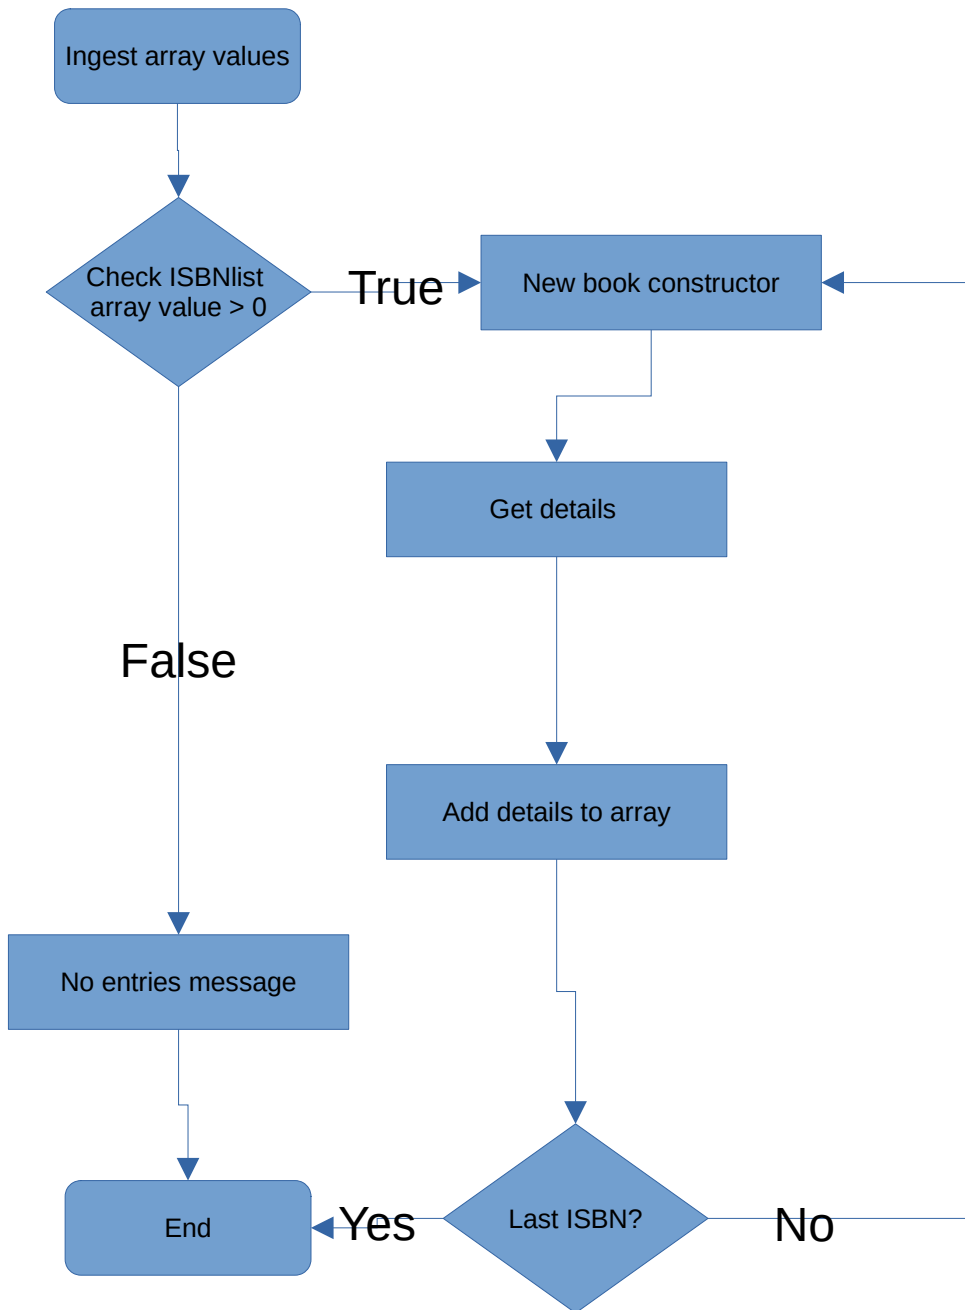 Ingest array values
Check ISBNlist
array value > 0
True
New book constructor
Get details
False
Add details to array
No entries message
End
Yes
Last ISBN?
No